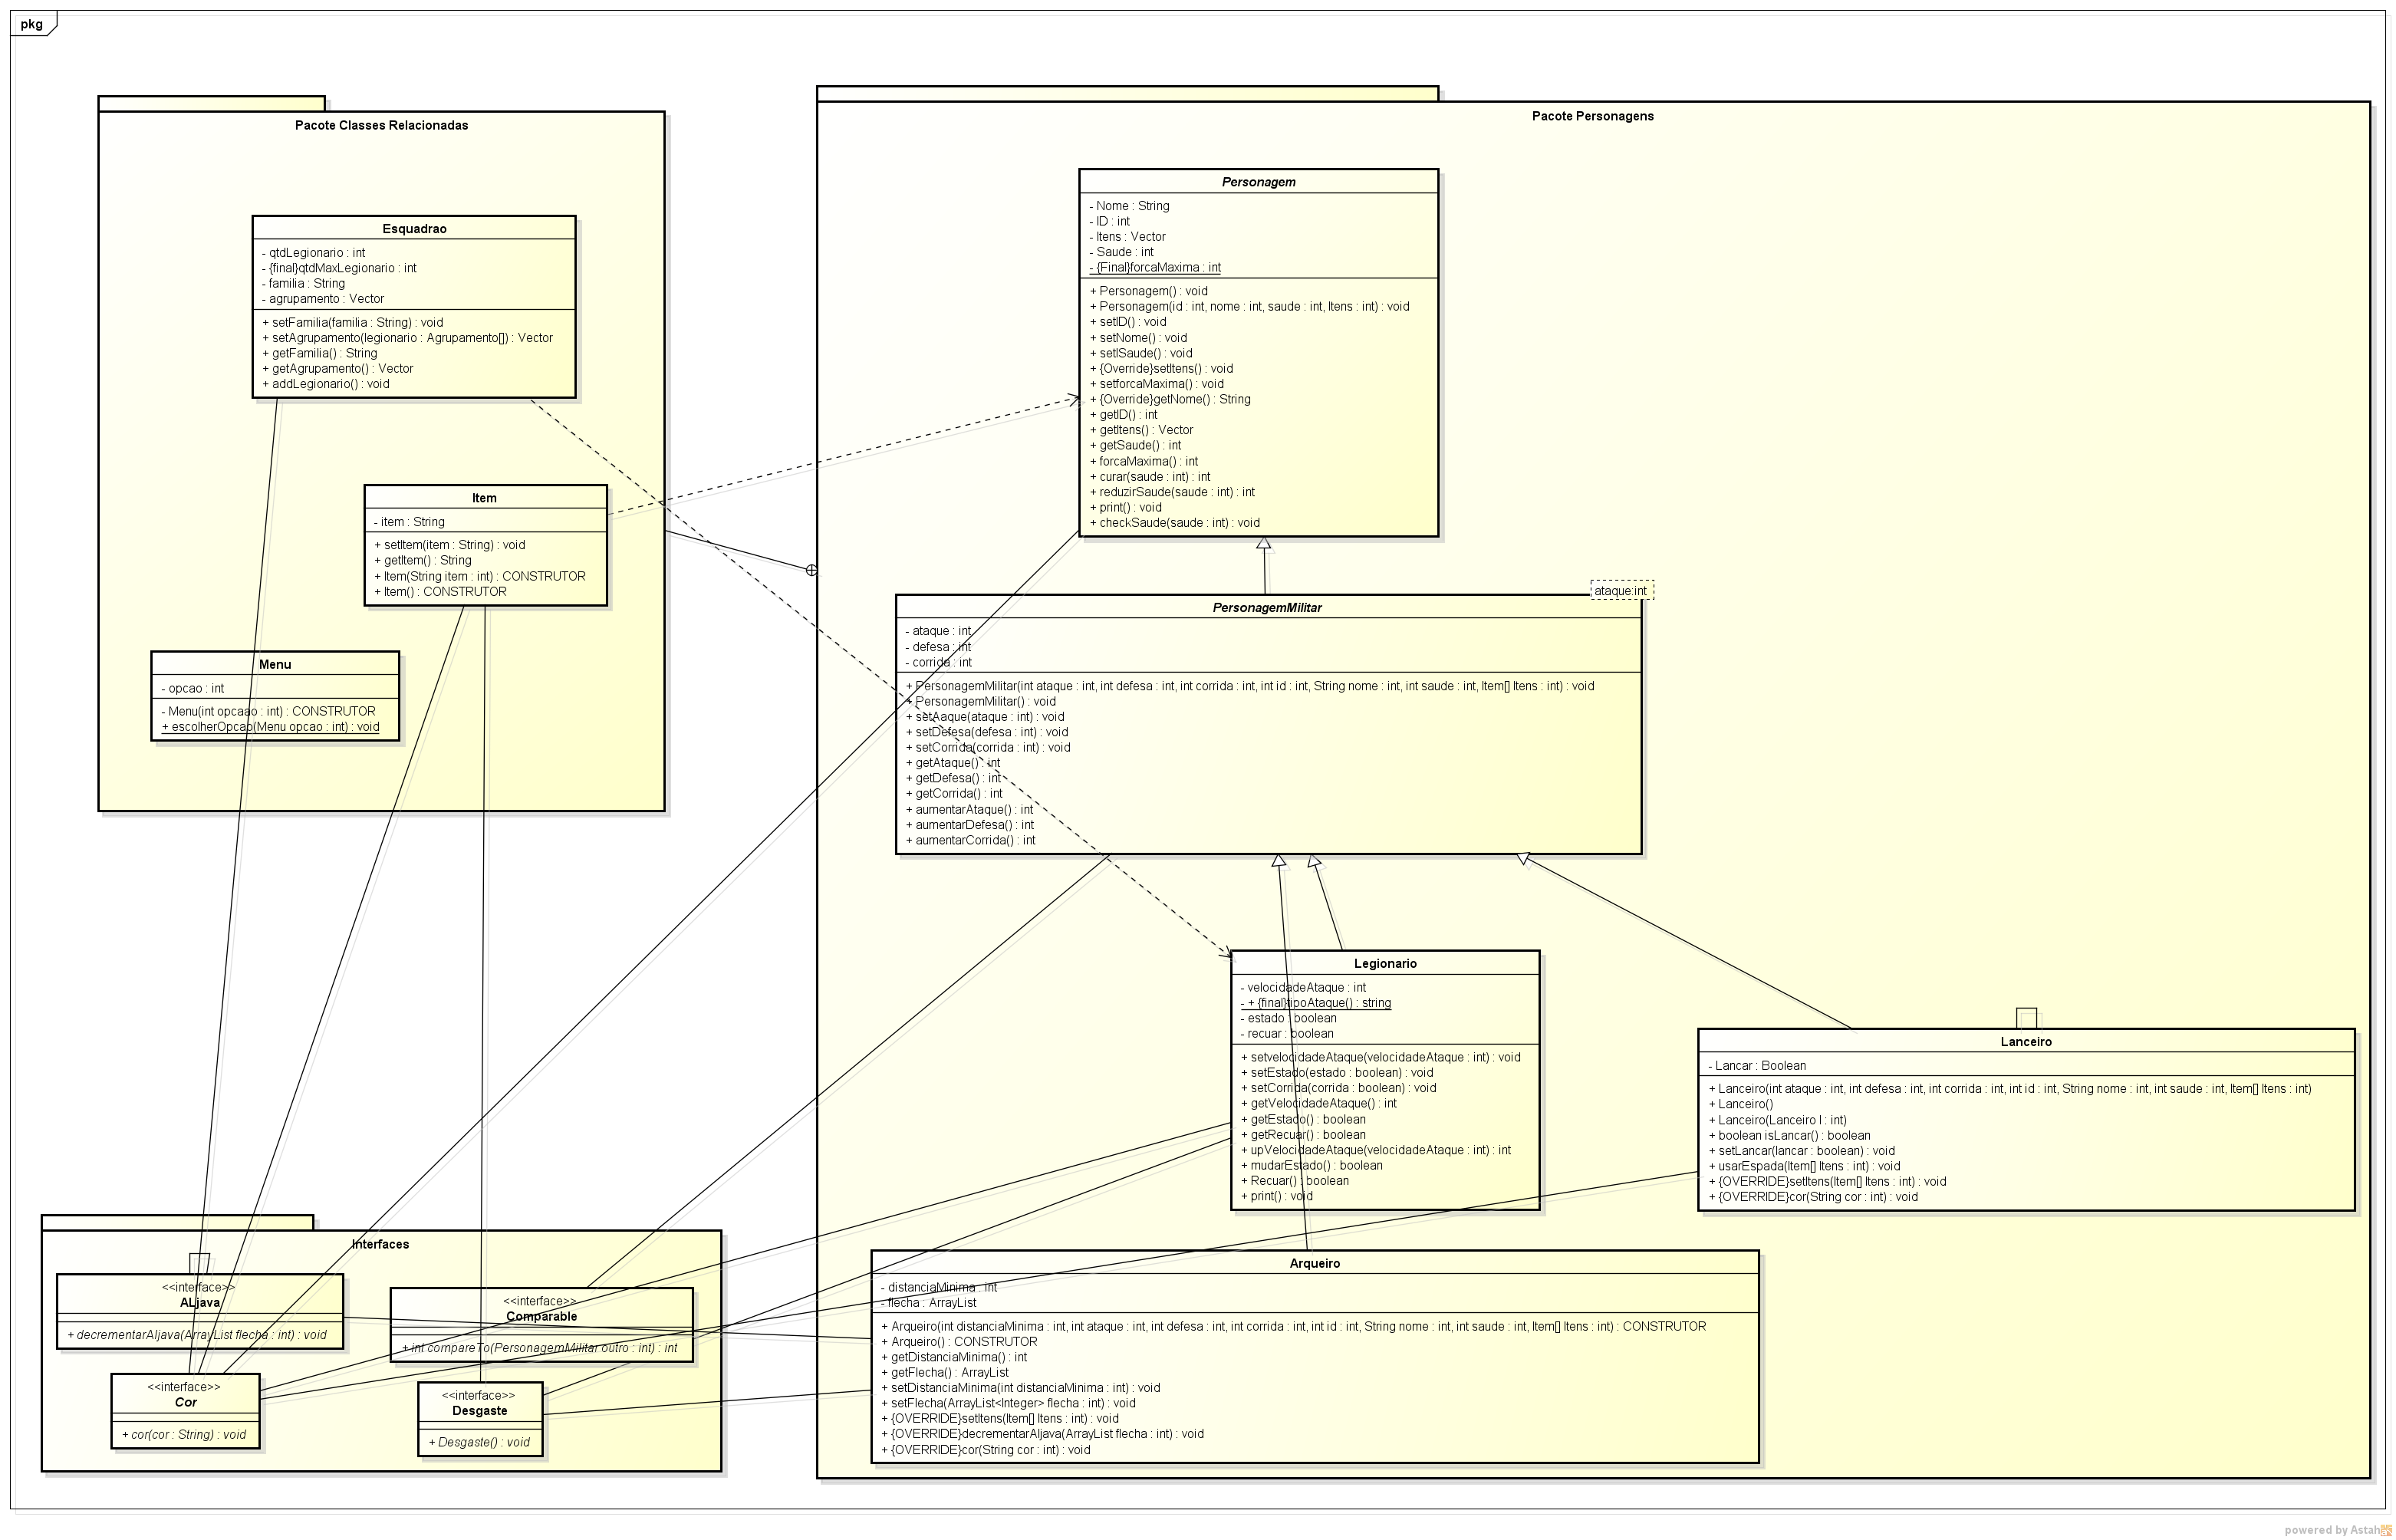 pkg
Pacote Classes Relacionadas
Esquadrao
- qtdLegionario : int
- {final}qtdMaxLegionario : int
- familia : String
- agrupamento : Vector
+ setFamilia(familia : String) : void
+ setAgrupamento(legionario : Agrupamento[]) : Vector
+ getFamilia() : String
+ getAgrupamento() : Vector
+ addLegionario() : void
Item
- item : String
+ setItem(item : String) : void
+ getItem() : String
+ Item(String item : int) : CONSTRUTOR
+ Item() : CONSTRUTOR
Menu
- opcao : int
- Menu(int opcaao : int) : CONSTRUTOR
+ escolherOpcao(Menu opcao : int) : void
Pacote Personagens
Personagem
- Nome : String
- ID : int
- Itens : Vector
- Saude : int
- {Final}forcaMaxima : int
+ Personagem() : void
+ Personagem(id : int, nome : int, saude : int, Itens : int) : void
+ setID() : void
+ setNome() : void
+ setISaude() : void
+ {Override}setItens() : void
+ setforcaMaxima() : void
+ {Override}getNome() : String
+ getID() : int
+ getItens() : Vector
+ getSaude() : int
+ forcaMaxima() : int
+ curar(saude : int) : int
+ reduzirSaude(saude : int) : int
+ print() : void
+ checkSaude(saude : int) : void
ataque:int
PersonagemMilitar
- ataque : int
- defesa : int
- corrida : int
+ PersonagemMilitar(int ataque : int, int defesa : int, int corrida : int, int id : int, String nome : int, int saude : int, Item[] Itens : int) : void
+ PersonagemMilitar() : void
+ setAaque(ataque : int) : void
+ setDefesa(defesa : int) : void
+ setCorrida(corrida : int) : void
+ getAtaque() : int
+ getDefesa() : int
+ getCorrida() : int
+ aumentarAtaque() : int
+ aumentarDefesa() : int
+ aumentarCorrida() : int
Legionario
- velocidadeAtaque : int
- + {final}tipoAtaque() : string
- estado : boolean
- recuar : boolean
+ setvelocidadeAtaque(velocidadeAtaque : int) : void
+ setEstado(estado : boolean) : void
+ setCorrida(corrida : boolean) : void
+ getVelocidadeAtaque() : int
+ getEstado() : boolean
+ getRecuar() : boolean
+ upVelocidadeAtaque(velocidadeAtaque : int) : int
+ mudarEstado() : boolean
+ Recuar() : boolean
+ print() : void
Lanceiro
- Lancar : Boolean
+ Lanceiro(int ataque : int, int defesa : int, int corrida : int, int id : int, String nome : int, int saude : int, Item[] Itens : int)
+ Lanceiro()
+ Lanceiro(Lanceiro l : int)
+ boolean isLancar() : boolean
+ setLancar(lancar : boolean) : void
+ usarEspada(Item[] Itens : int) : void
+ {OVERRIDE}setItens(Item[] Itens : int) : void
+ {OVERRIDE}cor(String cor : int) : void
Arqueiro
- distanciaMinima : int
- flecha : ArrayList
+ Arqueiro(int distanciaMinima : int, int ataque : int, int defesa : int, int corrida : int, int id : int, String nome : int, int saude : int, Item[] Itens : int) : CONSTRUTOR
+ Arqueiro() : CONSTRUTOR
+ getDistanciaMinima() : int
+ getFlecha() : ArrayList
+ setDistanciaMinima(int distanciaMinima : int) : void
+ setFlecha(ArrayList<Integer> flecha : int) : void
+ {OVERRIDE}setItens(Item[] Itens : int) : void
+ {OVERRIDE}decrementarAljava(ArrayList flecha : int) : void
+ {OVERRIDE}cor(String cor : int) : void
Interfaces
<<interface>>
ALjava
+ decrementarAljava(ArrayList flecha : int) : void
<<interface>>
Comparable
+ int compareTo(PersonagemMilitar outro : int) : int
<<interface>>
Cor
+ cor(cor : String) : void
<<interface>>
Desgaste
+ Desgaste() : void
powered by Astah